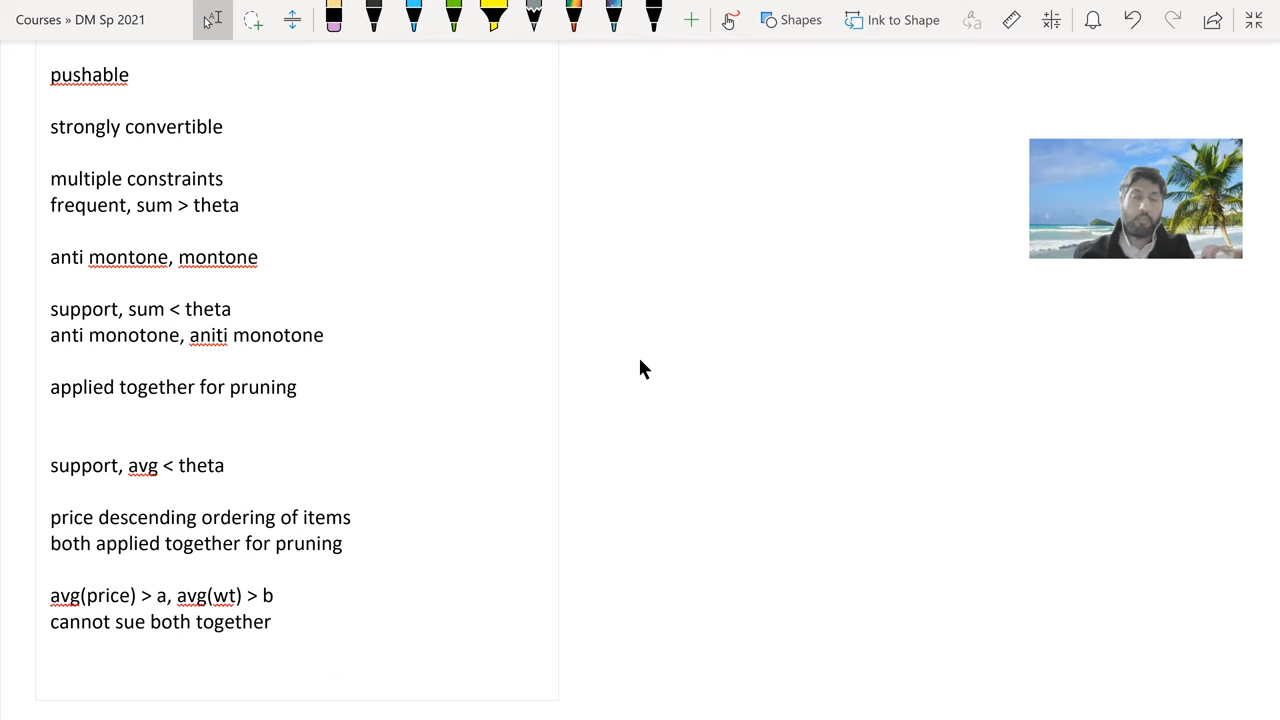 Courses » DM Sp 2021
Shapes
Ink to Shape
pushable
strongly convertible
multiple constraints
frequent, sum > theta
anti montone, montone
support, sum < theta
anti monotone, aniti monotone
applied together for pruning
support, avg < theta
price descending ordering of items
both applied together for pruning
avg(price) > a, avg(wt) > b
cannot sue both together